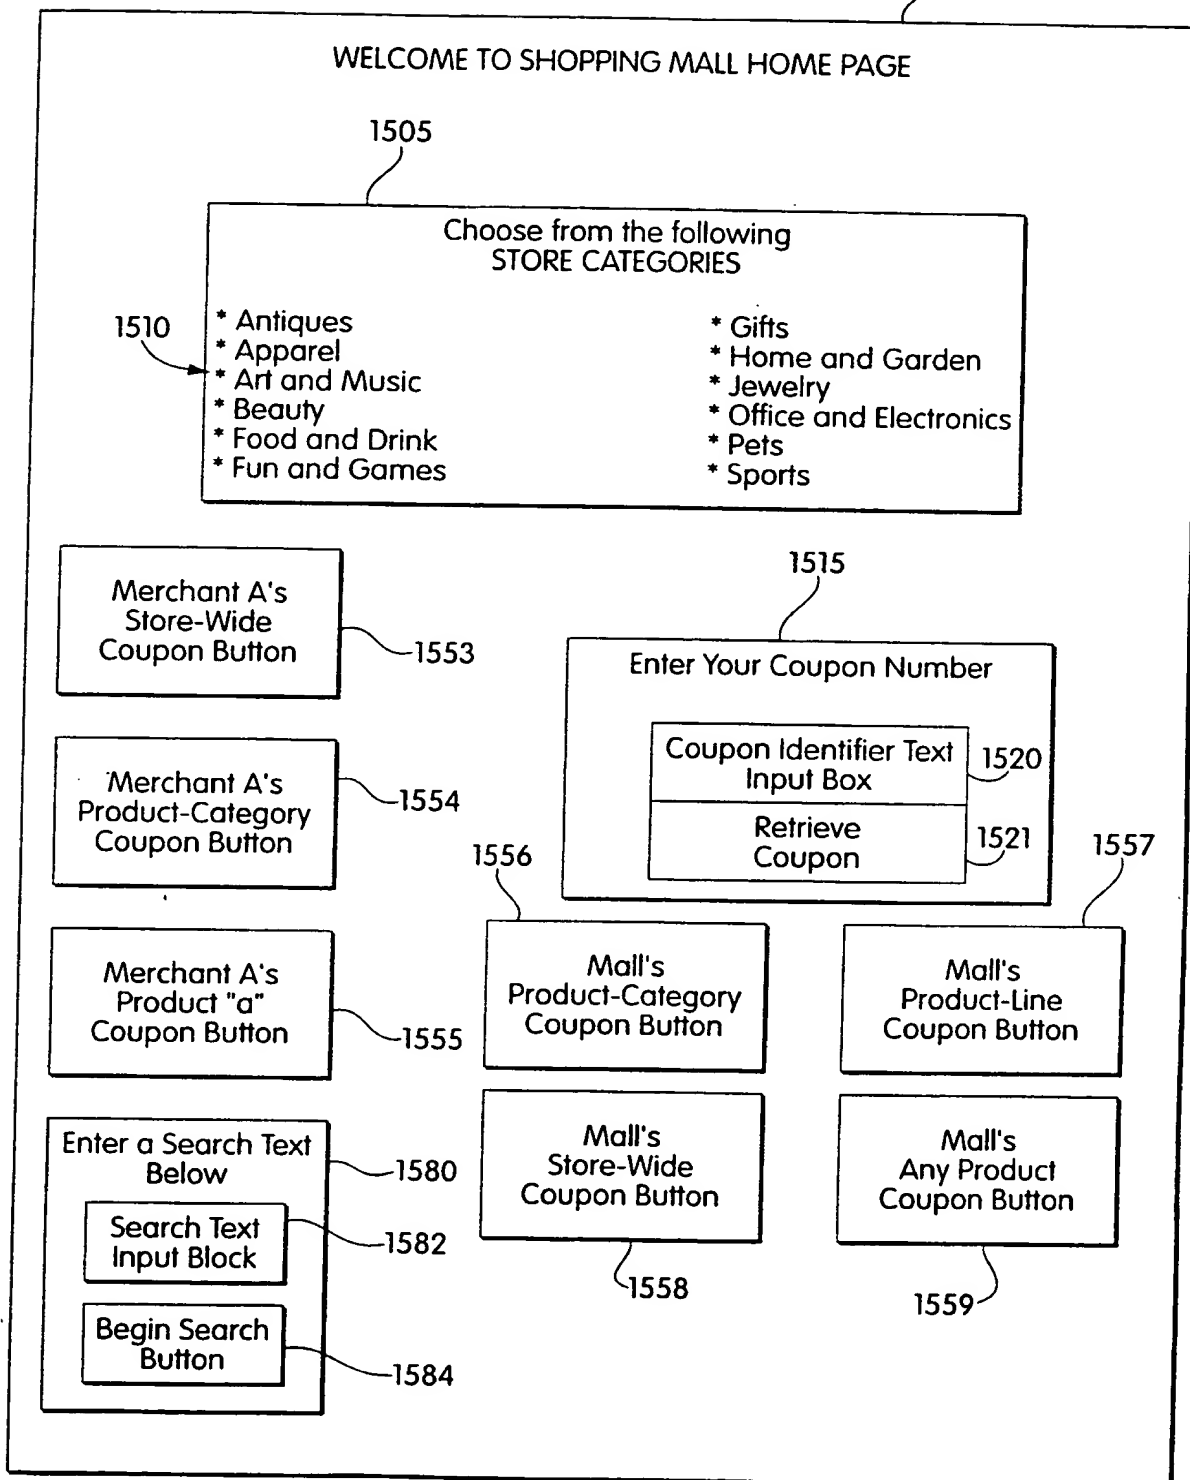 WELCOME TO SHOPPING MALL HOME PAGE
1505
Choose from the following
STORE CATEGORIES
1510
* Antiques
* Apparel
* Art and Music
* Beauty
* Food and Drink
* Fun and Games
* Gifts
* Home and Garden
* Jewelry
* Office and Electronics
* Pets
* Sports
Merchant A's
Store-Wide
Coupon Button
1553
1515
Enter Your Coupon Number
Coupon Identifier Text
Input Box
1520
Retrieve
Coupon
1521
Merchant A's
Product-Category
Coupon Button
1554
1556
1557
Merchant A's
Product "a"
Coupon Button
1555
Mall's
Product-Category
Coupon Button
Mall's
Product-Line
Coupon Button
Enter a Search Text
Below
1580
Search Text
Input Block
1582
Begin Search
Button
1584
Mall's
Store-Wide
Coupon Button
1558
Mall's
Any Product
Coupon Button
1559